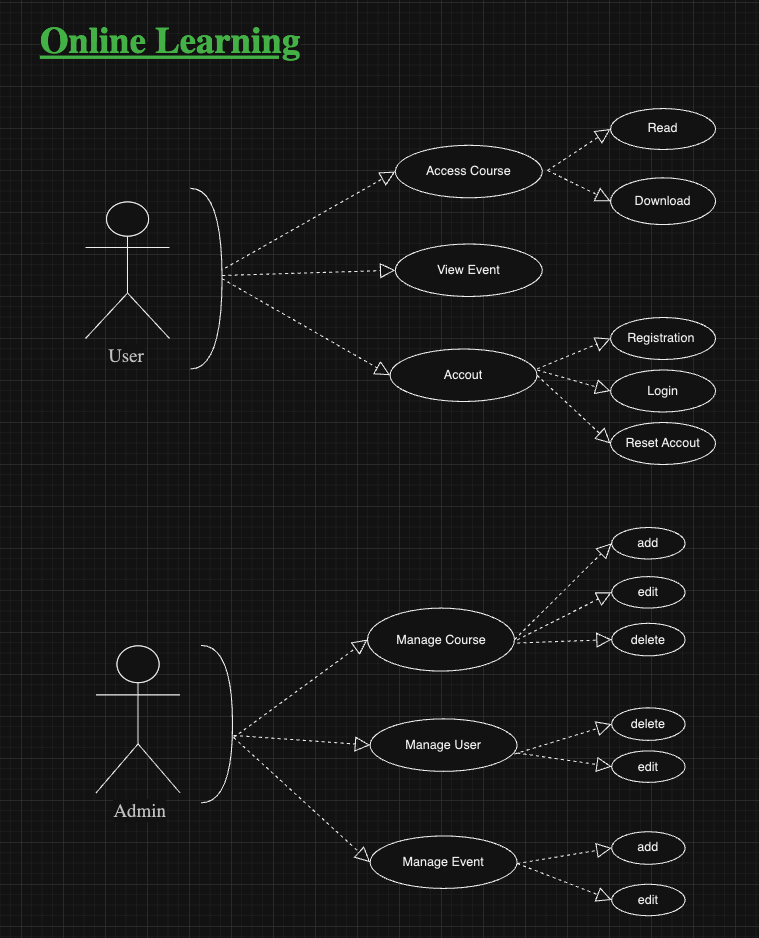 Online Learning
Read
Access Course
Download
View Event
User
Registration
Accout
Login
Reset Accout
add
edit
Manage Course
delete
delete
Manage User
edit
Admin
add
Manage Event
edit